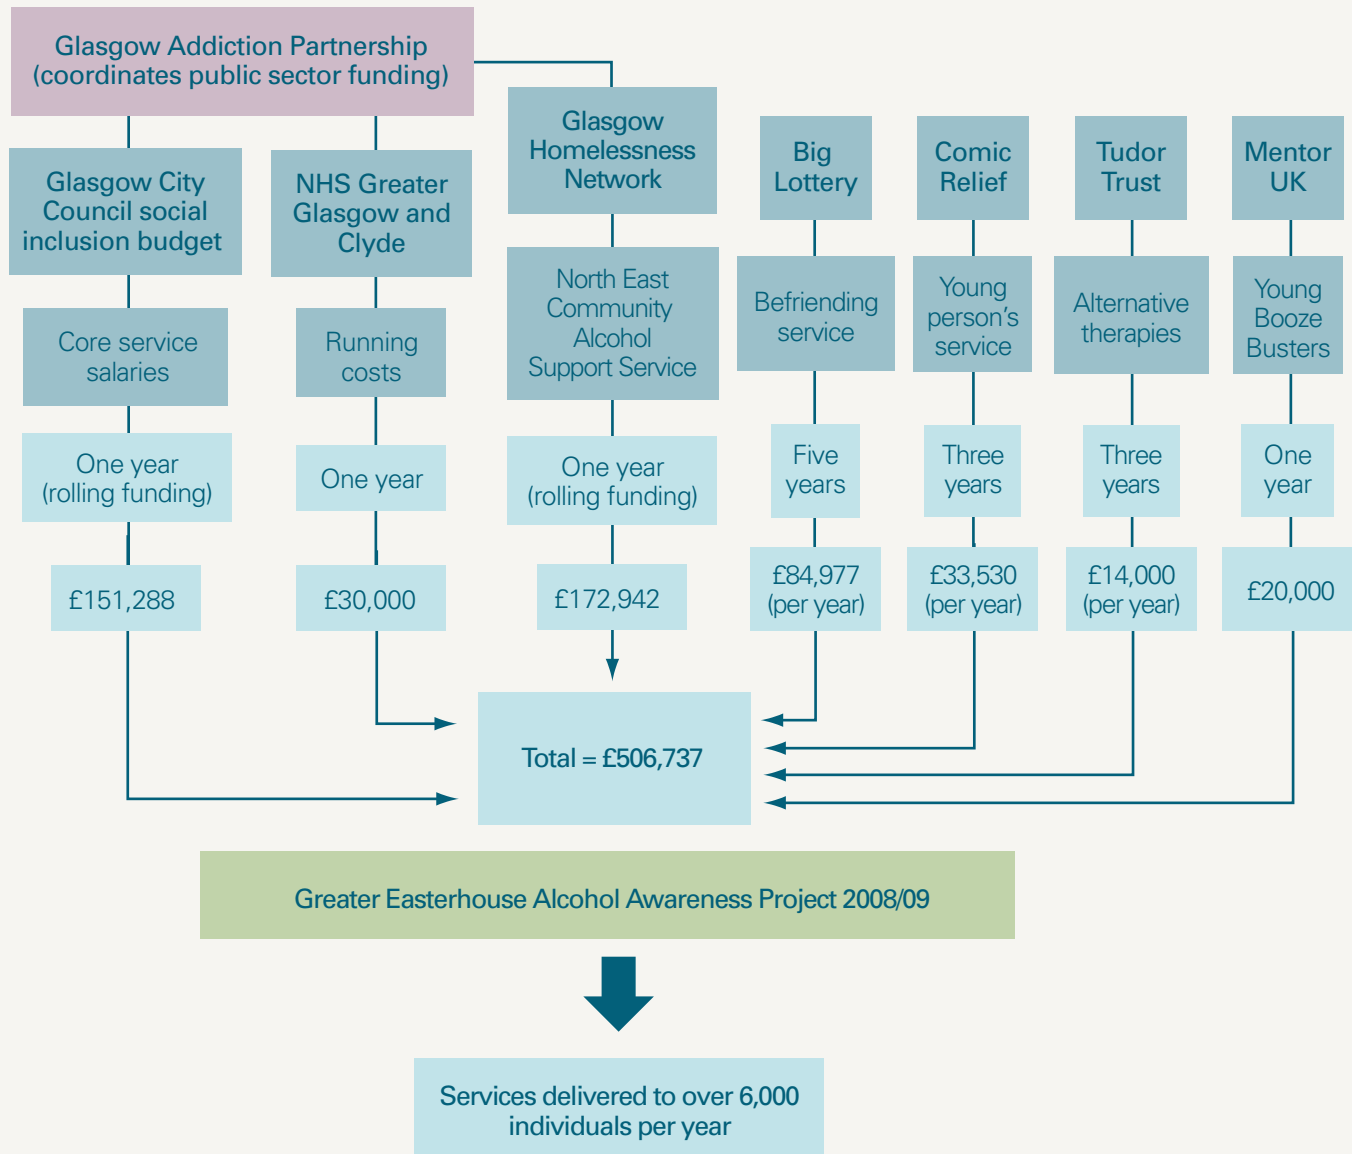 Glasgow Addiction Partnership
(coordinates public sector funding)
Glasgow City
Council social
inclusion budget
NHS Greater
Glasgow and
Clyde
Glasgow
Homelessness
Network
Big
Lottery
Comic
Relief
Tudor
Trust
Mentor
UK
Core service
salaries
Running
costs
North East
Community
Alcohol
Support Service
Befriending
service
Young
person's
service
Alternative
therapies
Young
Booze
Busters
One year
(rolling funding)
One year
One year
(rolling funding)
Five
years
Three
years
Three
years
One
year
£151,288
£30,000
£172,942
£84,977
(per year)
£33,530
(per year)
£14,000
(per year)
£20,000
Total = £506,737
Greater Easterhouse Alcohol Awareness Project 2008/09
Services delivered to over 6,000
individuals per year